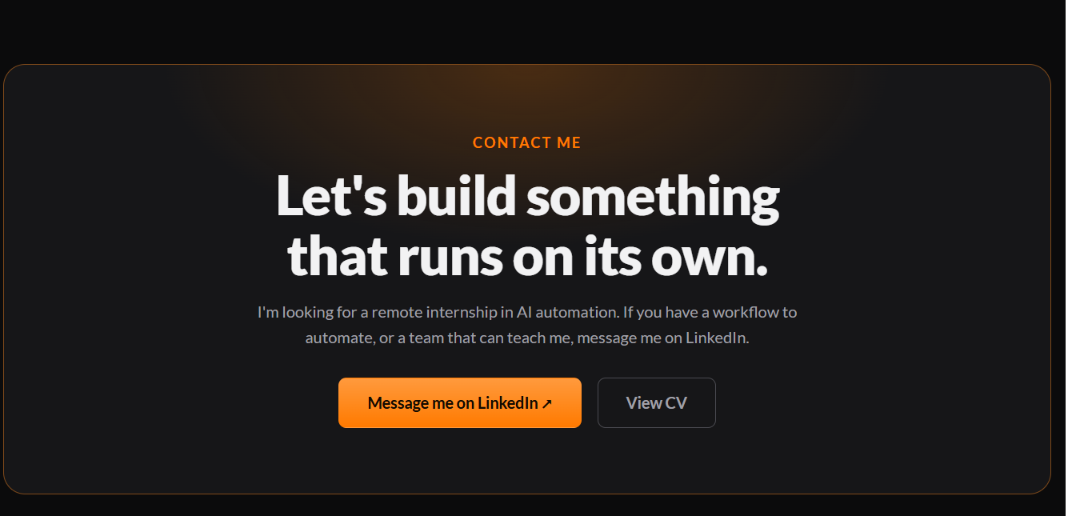 CONTACT ME
Let's build something
that runs on its own.
I'm looking for a remote internship in AI automation. If you have a workflow to
automate, or a team that can teach me, message me on LinkedIn.
Message me on LinkedIn ↗
View CV